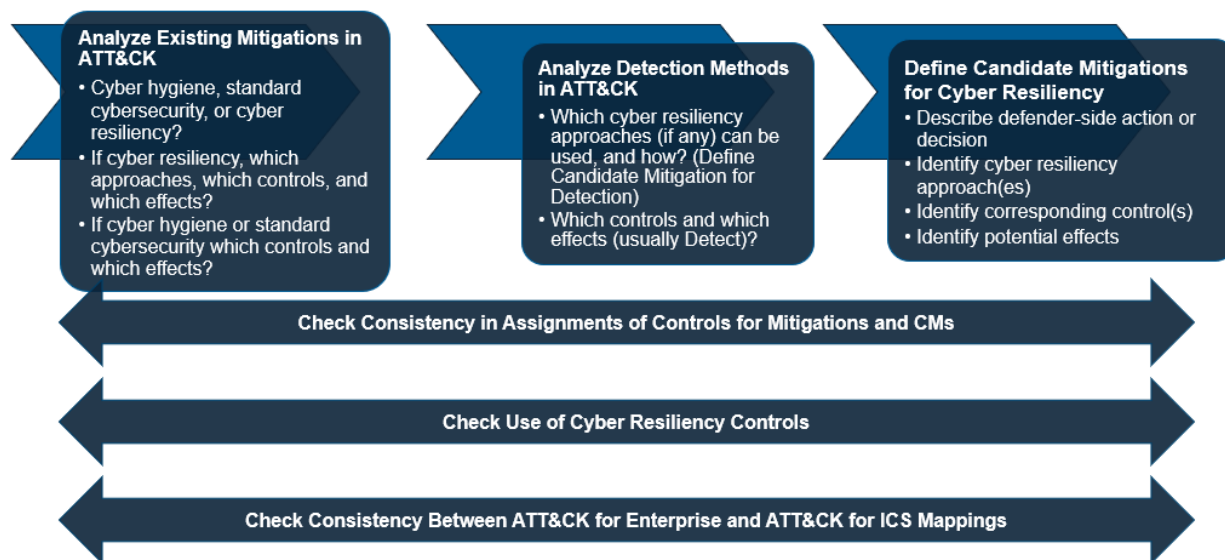 Analyze Existing Mitigations in
ATT&CK
• Cyber hygiene, standard
cybersecurity, or cyber
resiliency?
• If cyber resiliency, which
approaches, which controls, and
which effects?
• If cyber hygiene or standard
cybersecurity which controls and
which effects?
Analyze Detection Methods
in ATT&CK
• Which cyber resiliency
approaches (if any) can be
used, and how? (Define
Candidate Mitigation for
Detection)
• Which controls and which
effects (usually Detect)?
Define Candidate Mitigations
for Cyber Resiliency
• Describe defender-side action or
decision
• Identify cyber resiliency
approach(es)
• Identify corresponding control(s)
• Identify potential effects
Check Consistency in Assignments of Controls for Mitigations and CMs
Check Use of Cyber Resiliency Controls
Check Consistency Between ATT&CK for Enterprise and ATT&CK for ICS Mappings